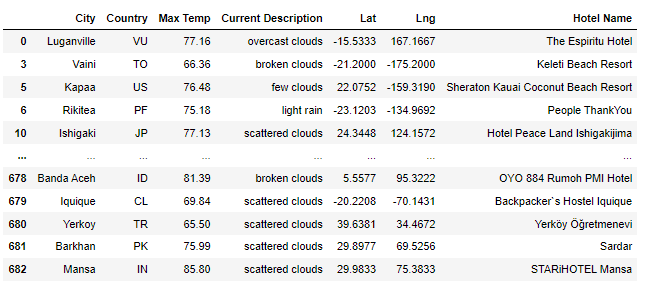 City Country Max Temp Current Description Lat Lng Hotel Name
0 Luganville VU 77.16 overcast clouds -15.5333 167.1667 The Espiritu Hotel
3 Vaini TO 66.36 broken clouds -21.2000 -175.2000 Keleti Beach Resort
5 Kapaa US 76.48 few clouds 22.0752 -159.3190 Sheraton Kauai Coconut Beach Resort
6 Rikitea PF 75.18 light rain -23.1203 -134.9692 People ThankYou
10 Ishigaki JP 77.13 scattered clouds 24.3448 124.1572 Hotel Peace Land Ishigakijima
... ... ... ... ... ... ... ...
678 Banda Aceh ID 81.39 broken clouds 5.5577 95.3222 OYO 884 Rumoh PMI Hotel
679 Iquique CL 69.84 scattered clouds -20.2208 -70.1431 Backpacker`s Hostel Iquique
680 Yerkoy TR 65.50 scattered clouds 39.6381 34.4672 Yerköy Öğretmenevi
681 Barkhan PK 75.99 scattered clouds 29.8977 69.5256 Sardar
682 Mansa IN 85.80 scattered clouds 29.9833 75.3833 STARiHOTEL Mansa